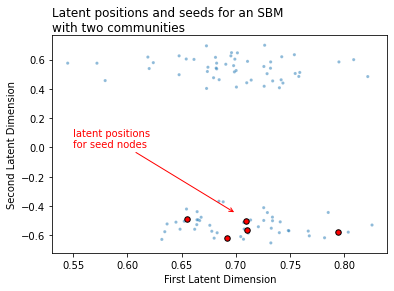 Latent positions and seeds for an SBM
with two communities
Second Latent Dimension
0.6
0.4
0.2
0.0
−0.2
−0.4
−0.6
latent positions
for seed nodes
0.55
0.60
0.65
0.70
0.75
0.80
First Latent Dimension